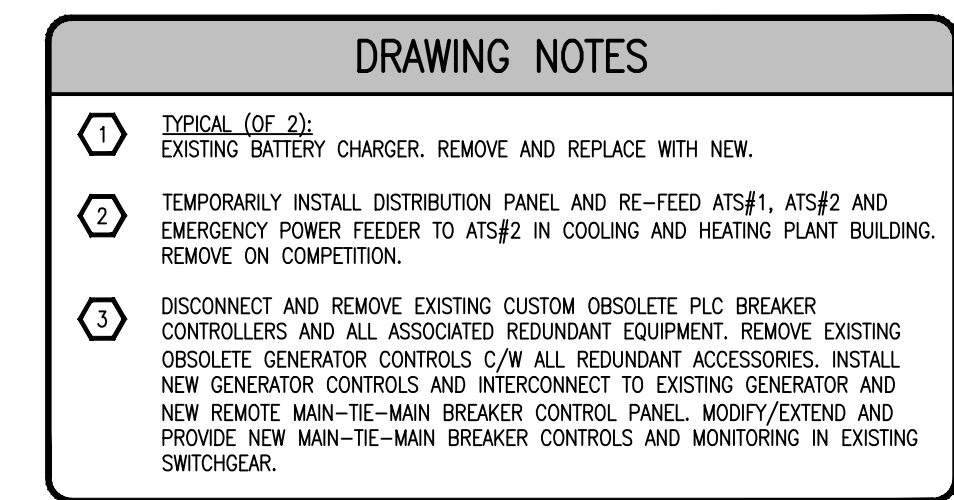 DRAWING NOTES
1 TYPICAL (OF 2):
EXISTING BATTERY CHARGER. REMOVE AND REPLACE WITH NEW.
2 TEMPORARILY INSTALL DISTRIBUTION PANEL AND RE-FEED ATS#1, ATS#2 AND
EMERGENCY POWER FEEDER TO ATS#2 IN COOLING AND HEATING PLANT BUILDING.
REMOVE ON COMPETITION.
3 DISCONNECT AND REMOVE EXISTING CUSTOM OBSOLETE PLC BREAKER
CONTROLLERS AND ALL ASSOCIATED REDUNDANT EQUIPMENT. REMOVE EXISTING
OBSOLETE GENERATOR CONTROLS C/W ALL REDUNDANT ACCESSORIES. INSTALL
NEW GENERATOR CONTROLS AND INTERCONNECT TO EXISTING GENERATOR AND
NEW REMOTE MAIN-TIE-MAIN BREAKER CONTROL PANEL. MODIFY/EXTEND AND
PROVIDE NEW MAIN-TIE-MAIN BREAKER CONTROLS AND MONITORING IN EXISTING
SWITCHGEAR.